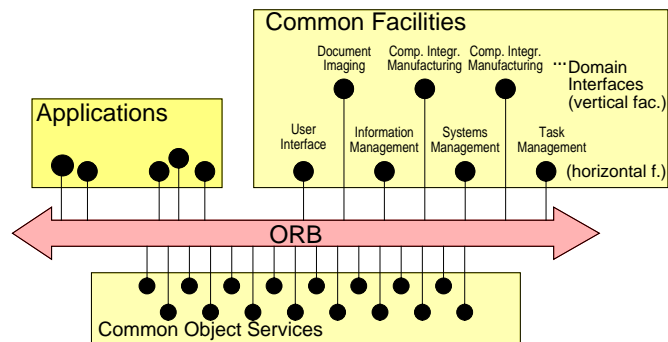 Common Facilities
Document
Imaging
Comp. Integr.
Manufacturing
Comp. Integr.
Manufacturing
...Domain
Interfaces
(vertical fac.)
Applications
User
Interface
Information
Management
Systems
Management
Task
Management
(horizontal f.)
ORB
Common Object Services